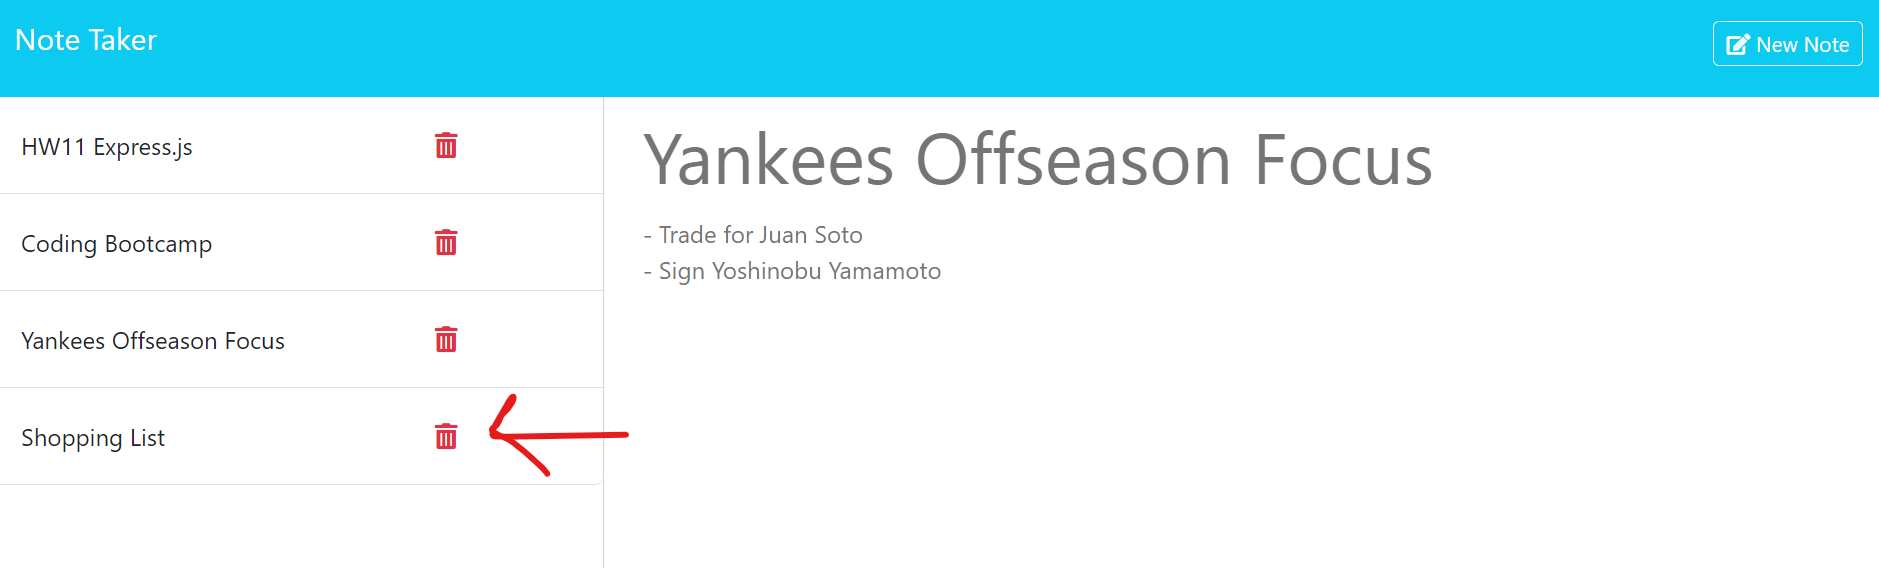 Note Taker
New Note
HW11 Express.js
Coding Bootcamp
Yankees Offseason Focus
Shopping List
Yankees Offseason Focus
- Trade for Juan Soto
- Sign Yoshinobu Yamamoto